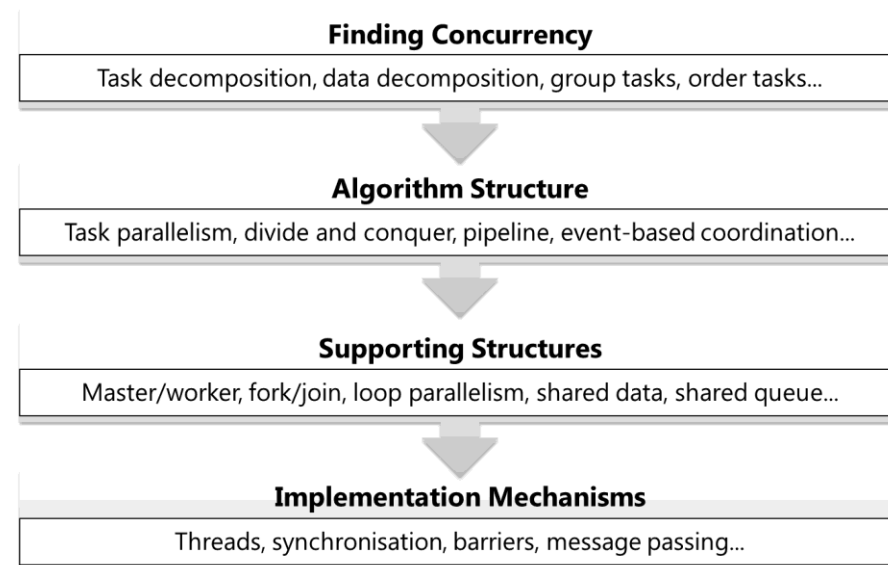 Finding Concurrency
Task decomposition, data decomposition, group tasks, order tasks...
Algorithm Structure
Task parallelism, divide and conquer, pipeline, event-based coordination...
Supporting Structures
Master/worker, fork/join, loop parallelism, shared data, shared queue...
Implementation Mechanisms
Threads, synchronisation, barriers, message passing...